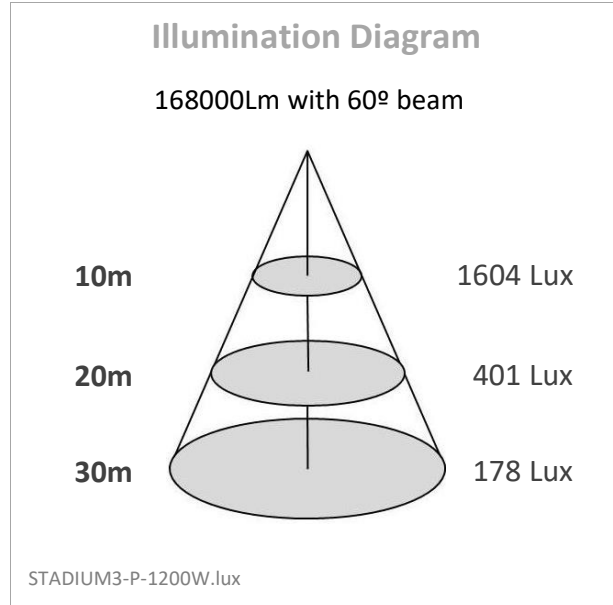 Illumination Diagram
168000Lm with 60º beam
10m 1604 Lux
20m 401 Lux
30m 178 Lux
STADIUM3-P-1200W.lux